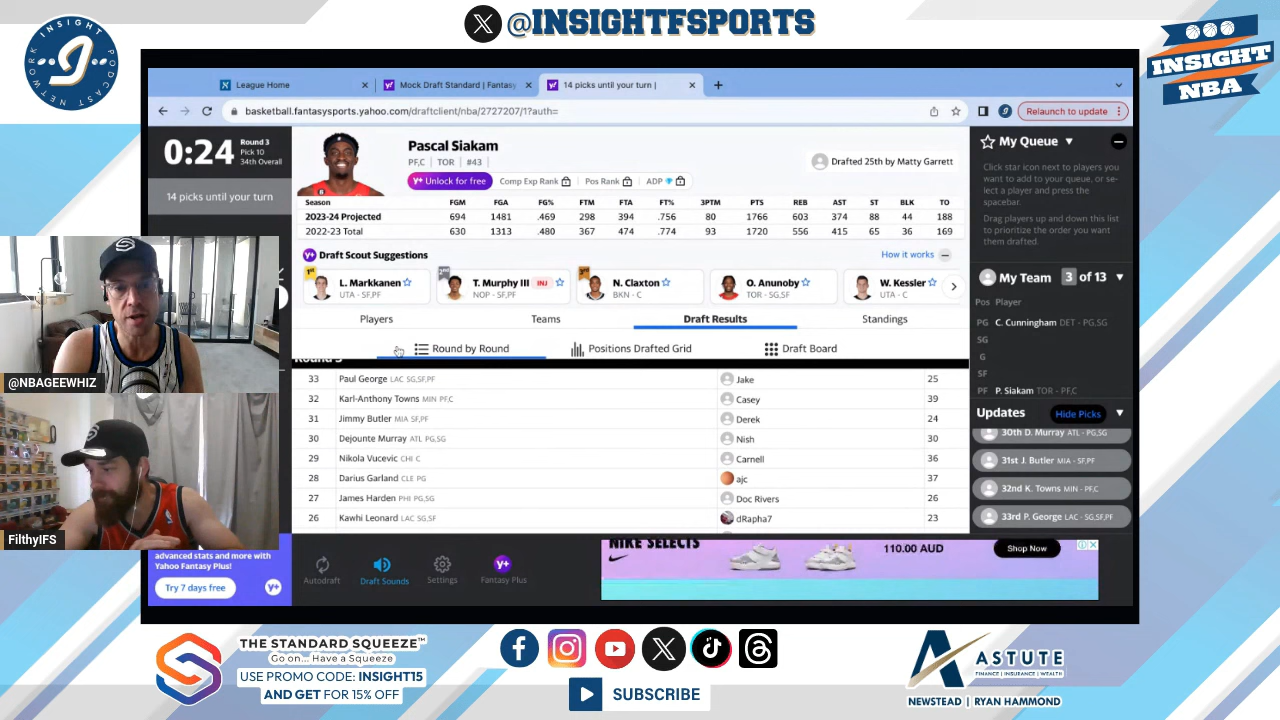 INSIGHT
PODCAST NETWORK
@INSIGHTFSPORTS
INSIGHT
NBA
League Home
Mock Draft Standard | Fantasy
14 picks until your turn |
basketball.fantasysports.yahoo.com/draftclient/nba/2727207/1?auth=
Relaunch to update
0:24
Round 3
Pick 10
34th Overall
14 picks until your turn
Pascal Siakam
PF,C | TOR | #43
Drafted 25th by Matty Garrett
Y+ Unlock for free
Comp Exp Rank
Pos Rank
ADP
Season FGM FGA FG% FTM FTA FT% 3PTM PTS REB AST ST BLK TO
2023-24 Projected 694 1481 .469 298 394 .756 80 1766 603 374 88 44 188
2022-23 Total 630 1313 .480 367 474 .774 93 1720 556 415 65 36 169
Draft Scout Suggestions
How it works
1st
L. Markkanen
UTA - SF,PF
2nd
T. Murphy III INJ
NOP - SF,PF
3rd
N. Claxton
BKN - C
O. Anunoby
TOR - SG,SF
W. Kessler
UTA - C
Players
Teams
Draft Results
Standings
Round by Round
Positions Drafted Grid
Draft Board
33 Paul George LAC SG,SF,PF Jake 25
32 Karl-Anthony Towns MIN PF,C Casey 39
31 Jimmy Butler MIA SF,PF Derek 24
30 Dejounte Murray ATL PG,SG Nish 30
29 Nikola Vucevic CHI C Carnell 36
28 Darius Garland CLE PG ajc 37
27 James Harden PHI PG,SG Doc Rivers 26
26 Kawhi Leonard LAC SG,SF dRapha7 23
My Queue
Click star icon next to players you
want to add to your queue, or se-
lect a player and press the
spacebar.
Drag players up and down this list
to prioritize the order you want
them drafted.
My Team 3 of 13
Pos Player
PG C. Cunningham DET - PG,SG
SG
G
SF
PF P. Siakam TOR - PF,C
Updates
Hide Picks
30th D. Murray ATL - PG,SG
31st J. Butler MIA - SF,PF
32nd K. Towns MIN - PF,C
33rd P. George LAC - SG,SF,PF
@NBAGEEWHIZ
FilthyIFS
advanced stats and more with
Yahoo Fantasy Plus!
Try 7 days free
y+
Autodraft
Draft Sounds
Settings
Fantasy Plus
NIKE SELECTS
110.00 AUD
Shop Now
THE STANDARD SQUEEZE™
Go on... Have a Squeeze
USE PROMO CODE: INSIGHT15
AND GET FOR 15% OFF
SUBSCRIBE
ASTUTE
FINANCE | INSURANCE | WEALTH
NEWSTEAD | RYAN HAMMOND